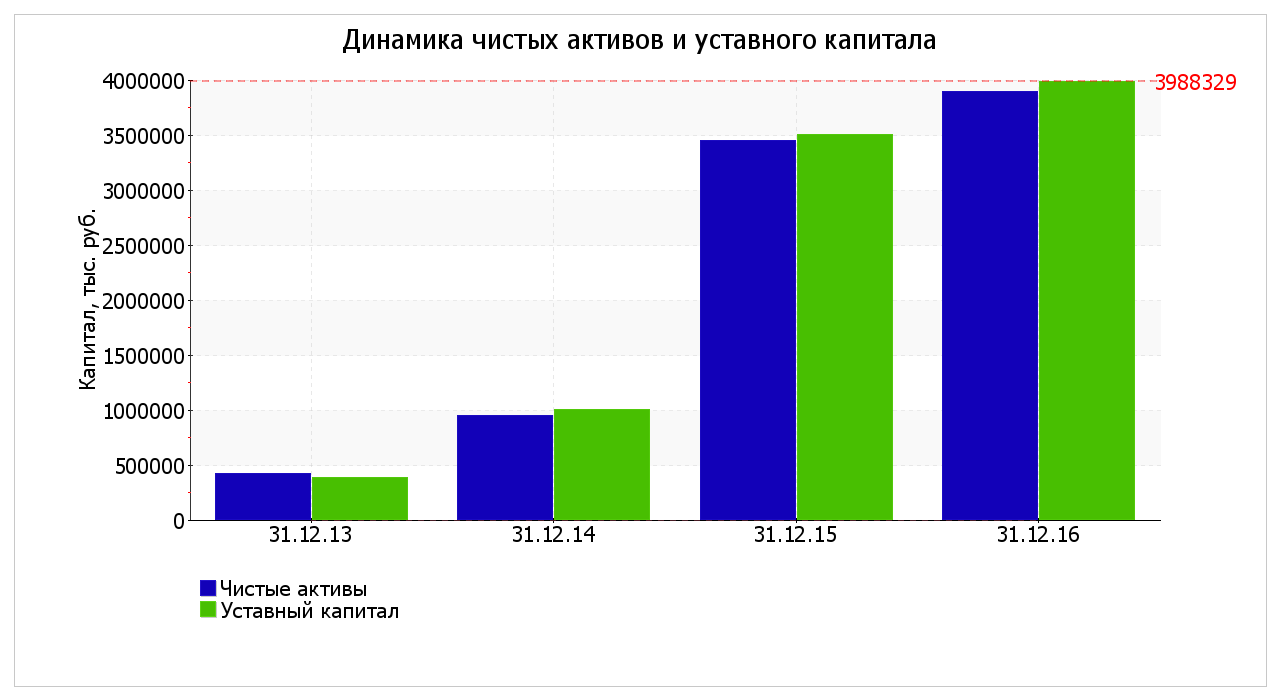 Динамика чистых активов и уставного капитала
4000000
3988329
3500000
3000000
2500000
2000000
1500000
1000000
500000
0
Капитал, тыс. руб.
31.12.13 31.12.14 31.12.15 31.12.16
Чистые активы
Уставный капитал